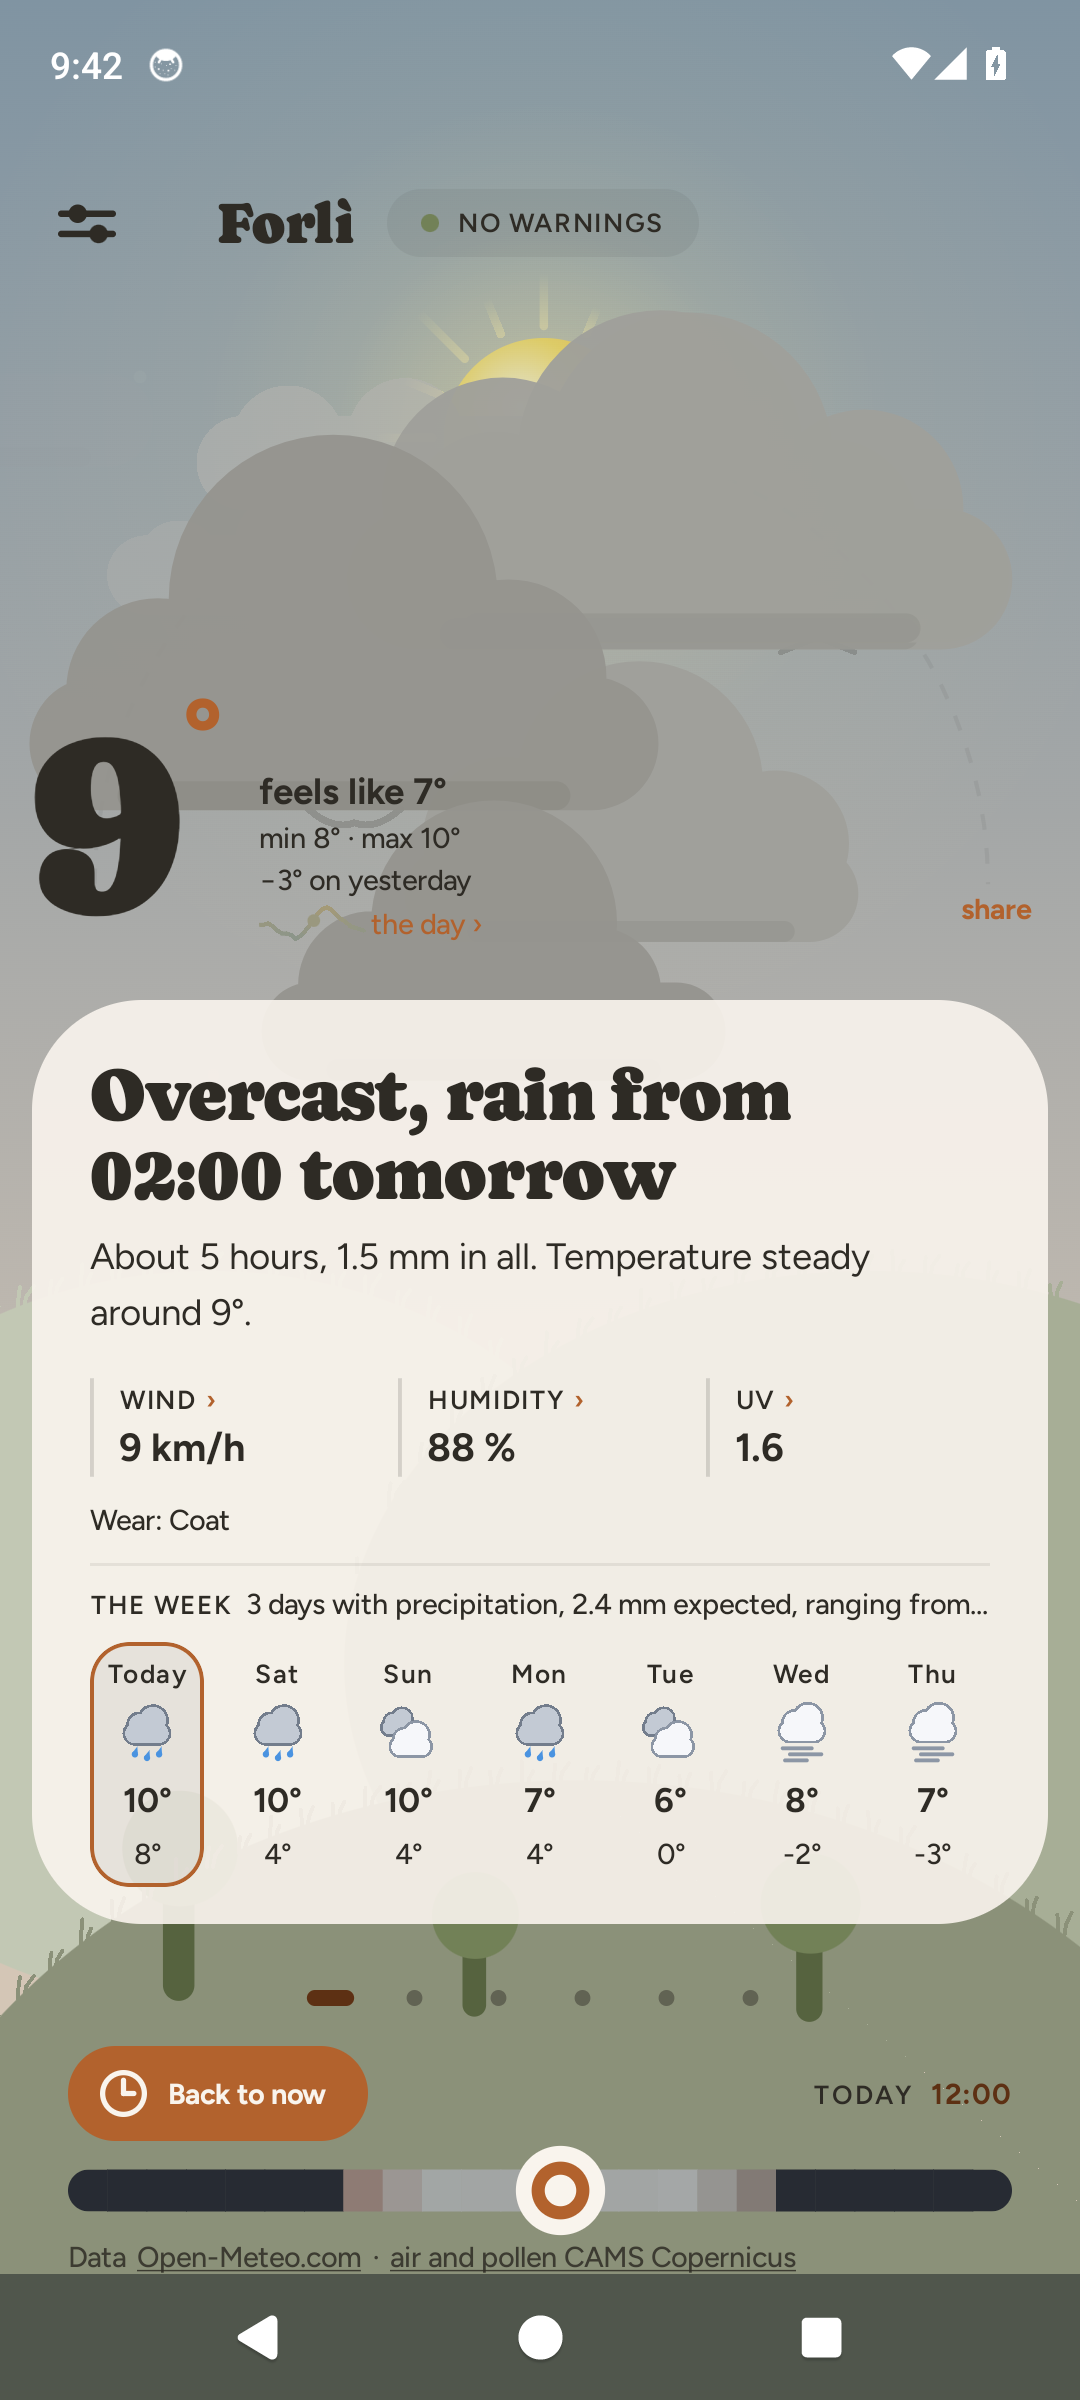 9:42
Forlì
NO WARNINGS
9°
feels like 7°
min 8° · max 10°
−3° on yesterday
the day ›
share
Overcast, rain from
02:00 tomorrow
About 5 hours, 1.5 mm in all. Temperature steady
around 9°.
WIND › HUMIDITY › UV ›
9 km/h 88 % 1.6
Wear: Coat
THE WEEK 3 days with precipitation, 2.4 mm expected, ranging from...
Today Sat Sun Mon Tue Wed Thu
10° 10° 10° 7° 6° 8° 7°
8° 4° 4° 4° 0° -2° -3°
Back to now
TODAY 12:00
Data Open-Meteo.com · air and pollen CAMS Copernicus